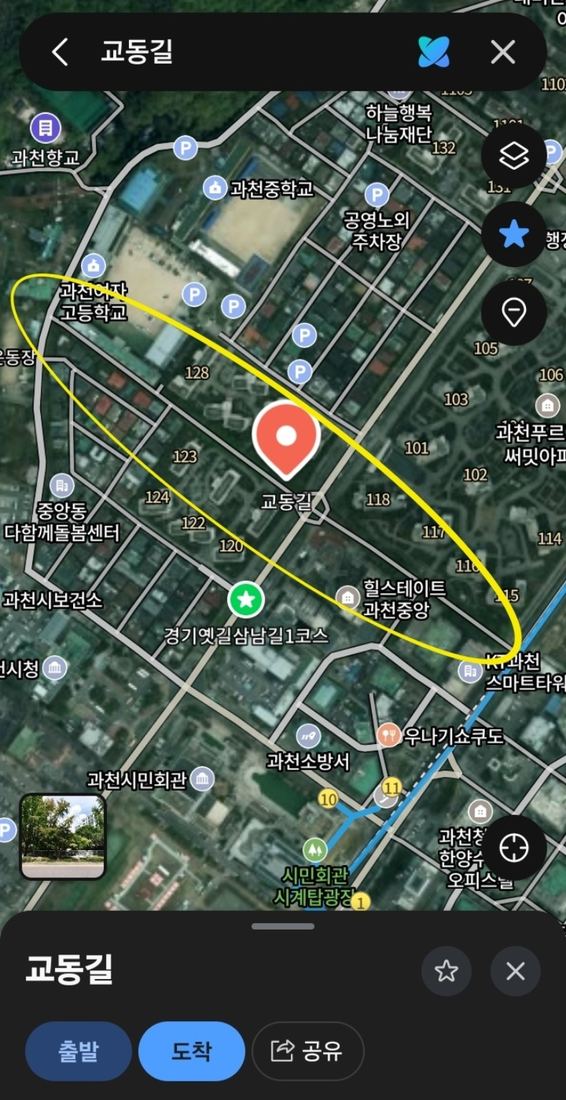 교동길
하늘행복
나눔재단
132
과천향교
P
과천중학교
P
131
공영노외
주차장
과천여자
고등학교
P
P
P
105
P
128
106
103
과천푸르
써밋아파
101
123
102
교동길
118
124
중앙동
다함께돌봄센터
122
117
114
120
116
힐스테이트
과천중앙
115
과천시보건소
경기옛길삼남길1코스
KT과천
스마트타워
과천소방서
우나기쇼쿠도
과천시민회관
11
10
P
시민회관
시계탑광장
1
교동길
출발
도착
공유